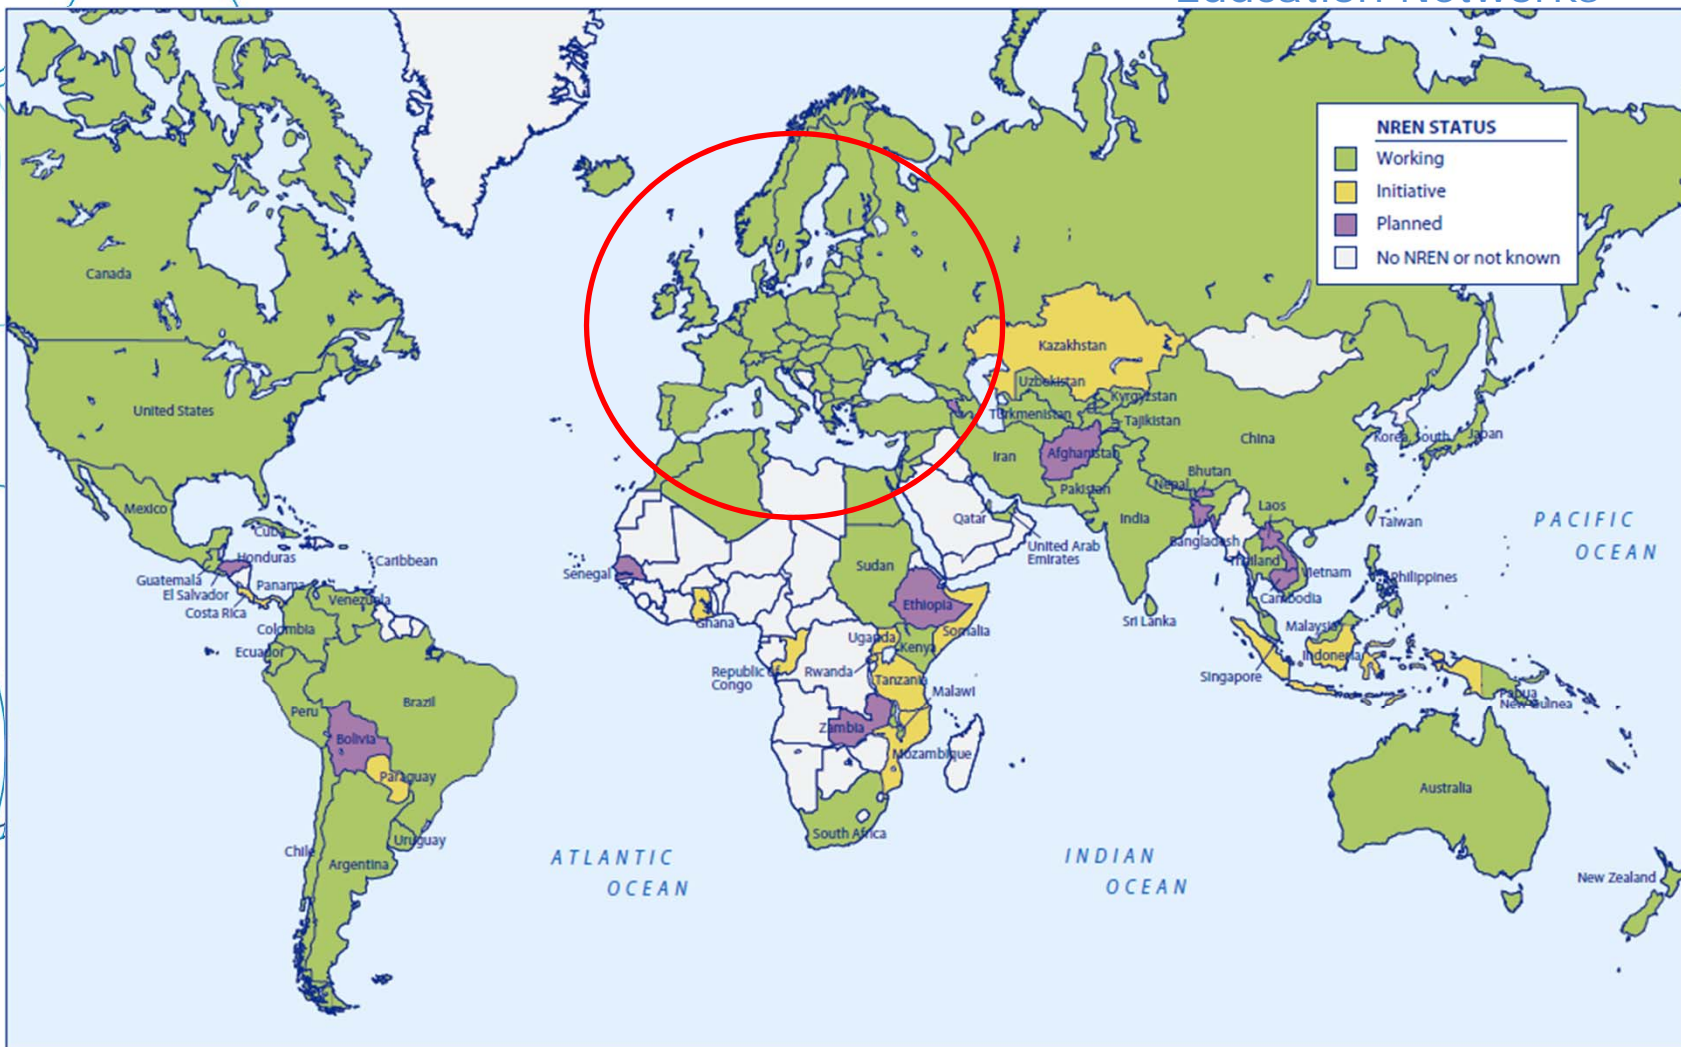 Education Networks
NREN STATUS
Working
Initiative
Planned
No NREN or not known
Canada
United States
Mexico
Cuba
Honduras
Caribbean
Guatemala
El Salvador
Panama
Costa Rica
Venezuela
Colombia
Ecuador
Peru
Brazil
Bolivia
Paraguay
Uruguay
Chile
Argentina
ATLANTIC
OCEAN
Senegal
Ghana
Republic of
Congo
Rwanda
Uganda
Kenya
Sudan
Ethiopia
Somalia
Tanzania
Malawi
Zambia
Mozambique
South Africa
Kazakhstan
Uzbekistan
Kyrgyzstan
Turkmenistan
Tajikistan
Iran
Afghanistan
Pakistan
Qatar
United Arab
Emirates
India
Nepal
Bhutan
Bangladesh
Sri Lanka
China
Korea, South
Japan
Taiwan
Laos
Thailand
Vietnam
Cambodia
Philippines
Malaysia
Singapore
Indonesia
Papua
New Guinea
PACIFIC
OCEAN
INDIAN
OCEAN
Australia
New Zealand